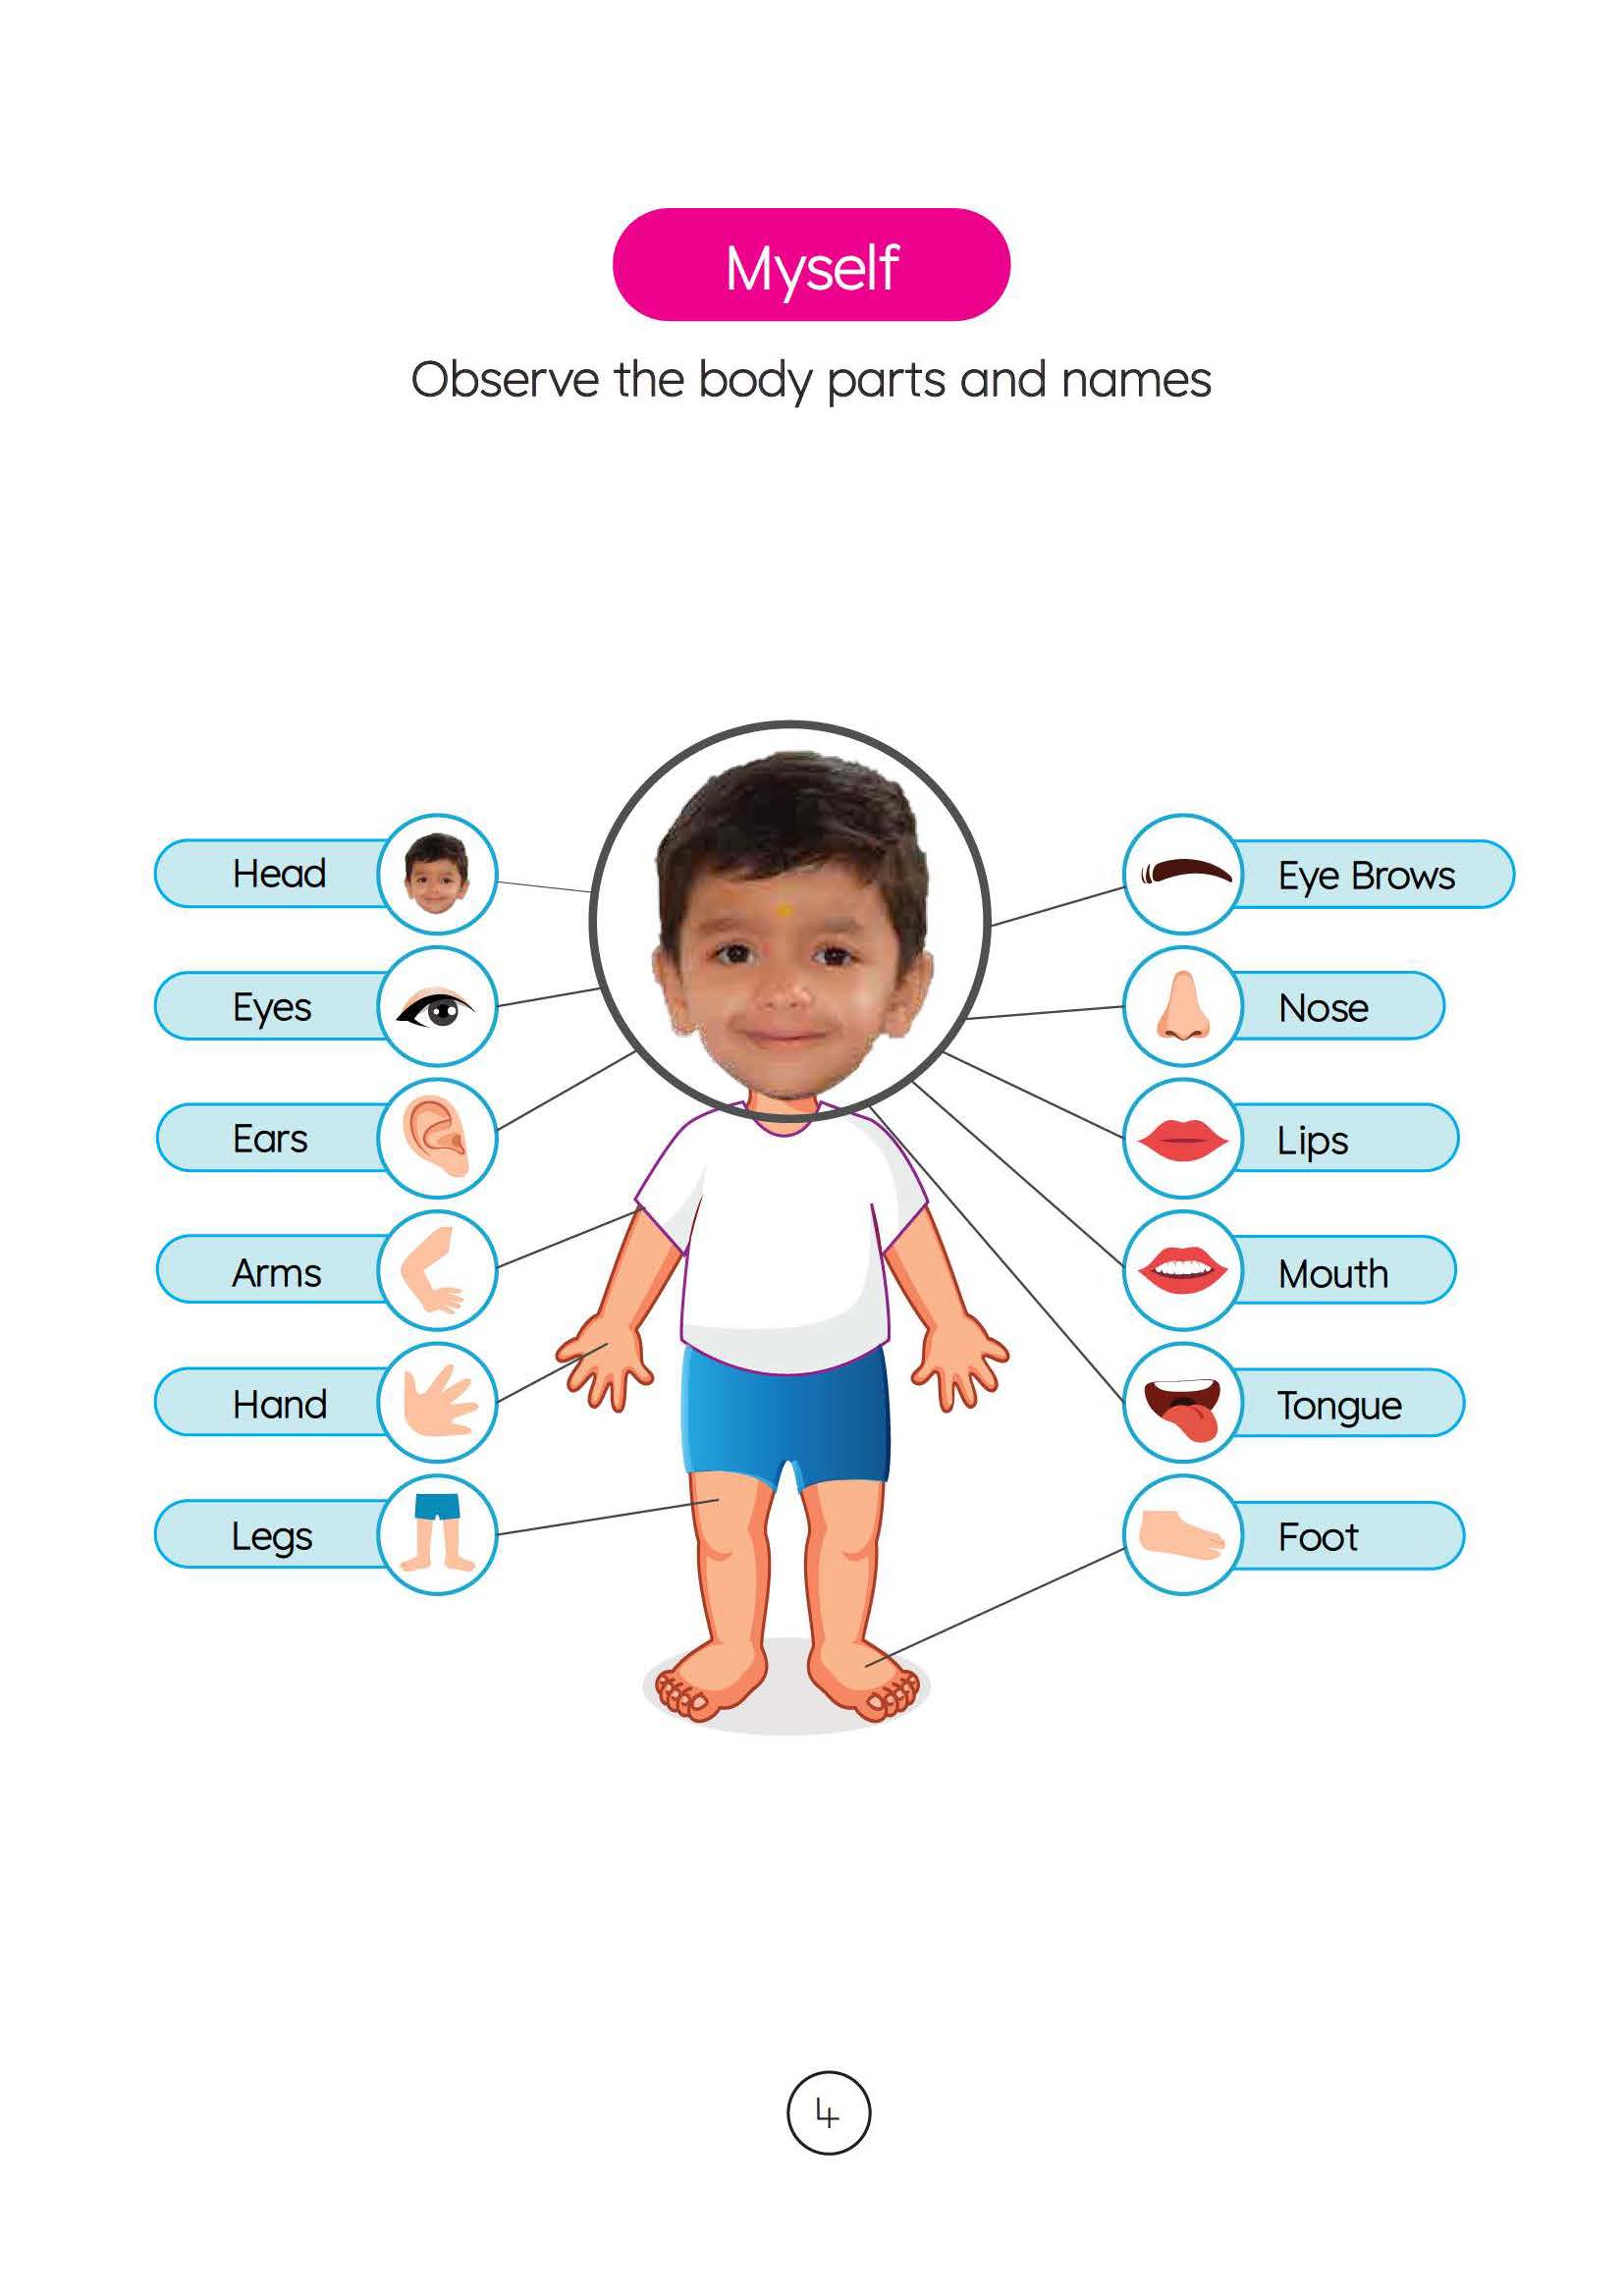 Myself
Observe the body parts and names
Head
Eyes
Ears
Arms
Hand
Legs
Eye Brows
Nose
Lips
Mouth
Tongue
Foot
4